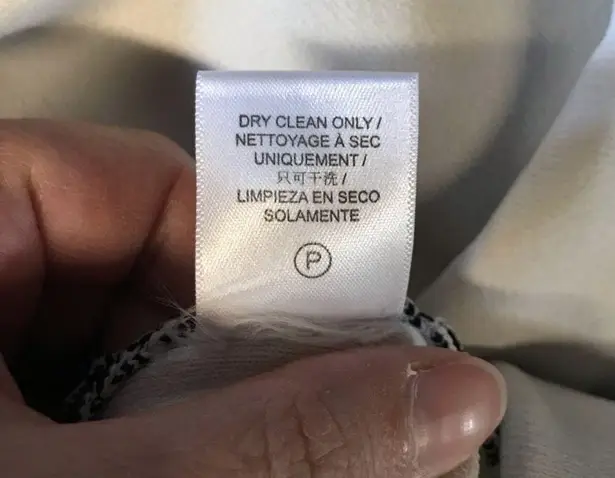 DRY CLEAN ONLY /
NETTOYAGE À SEC
UNIQUEMENT /
只可干洗 /
LIMPIEZA EN SECO
SOLAMENTE
P